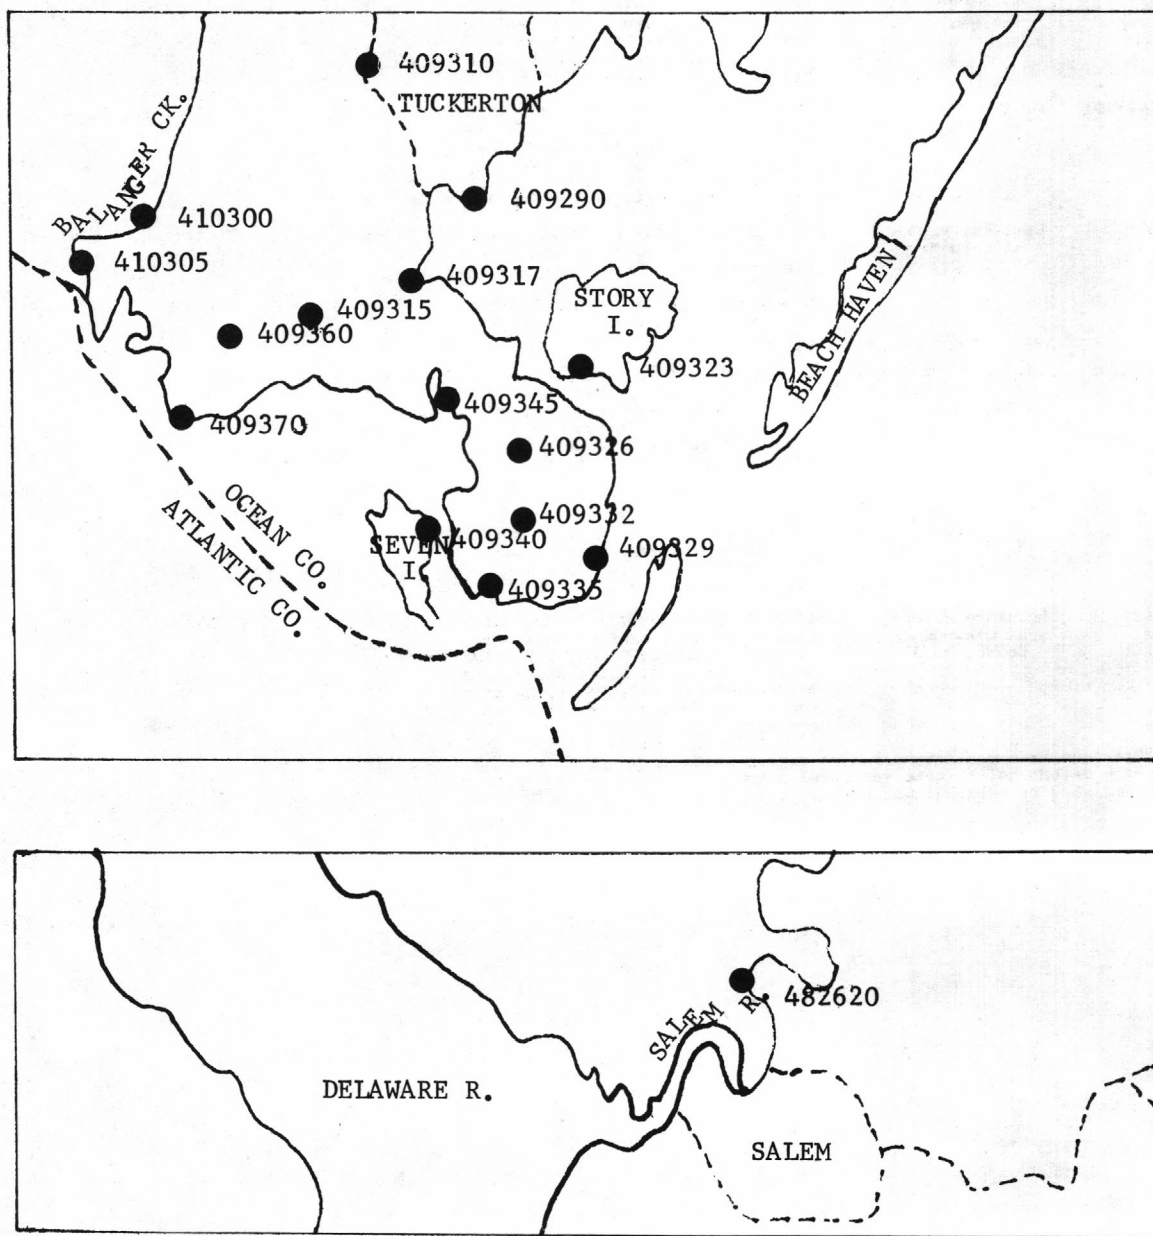 409310
TUCKERTON
BALANGER CK.
409290
410300
410305
409317
STORY
I.
409315
409360
BEACH HAVEN
409323
409345
409370
409326
OCEAN CO.
ATLANTIC CO.
409332
409340
SEVEN
I.
409329
409335
482620
SALEM R.
DELAWARE R.
SALEM